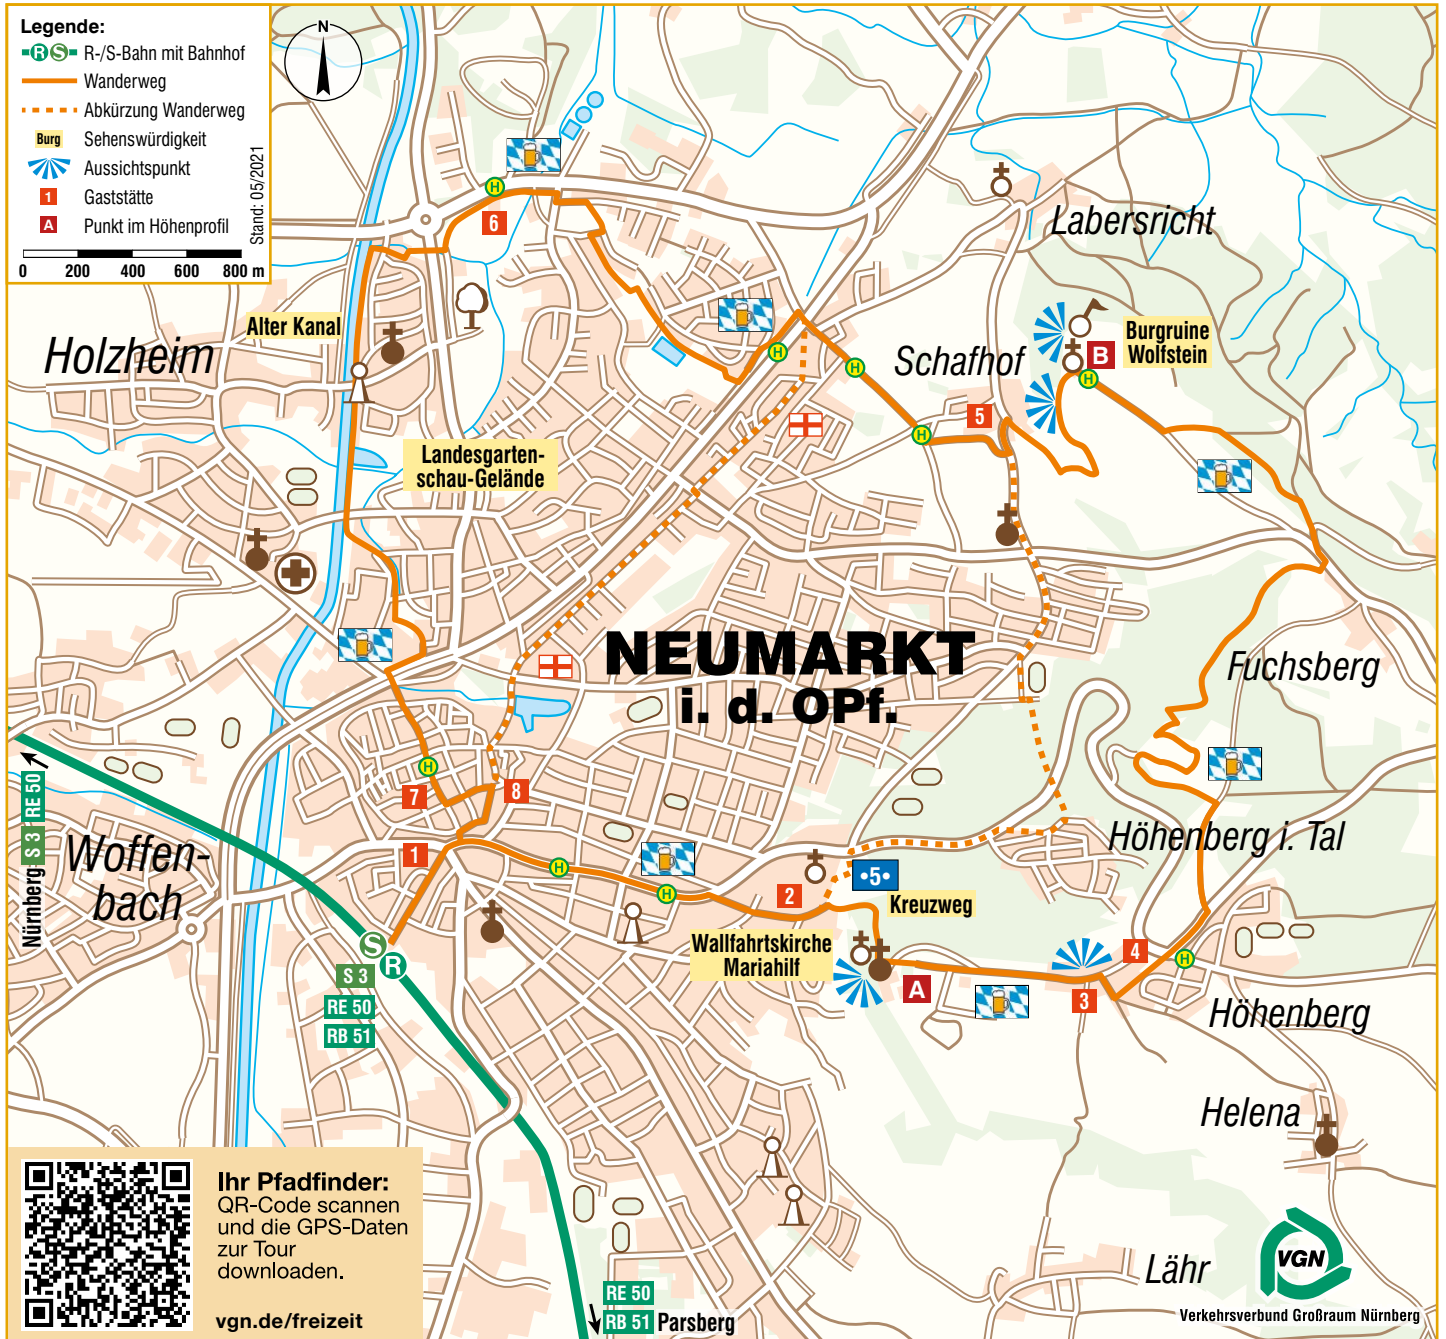 Legende:
R S R-/S-Bahn mit Bahnhof
Wanderweg
Abkürzung Wanderweg
Burg Sehenswürdigkeit
Aussichtspunkt
1 Gaststätte
A Punkt im Höhenprofil
0 200 400 600 800 m
Stand: 05/2021
N
H
6
Labersricht
Alter Kanal
Holzheim
H
H
Schafhof
Burgruine
Wolfstein
B
H
5
H
Landesgarten-
schau-Gelände
NEUMARKT
i. d. OPf.
Fuchsberg
H
7
8
Nürnberg S 3 RE 50
Woffen-
bach
1
H
H
Höhenberg i. Tal
2
•5•
Kreuzweg
Wallfahrtskirche
Mariahilf
A
3
4
H
Höhenberg
S
R
S 3
RE 50
RB 51
Helena
Ihr Pfadfinder:
QR-Code scannen
und die GPS-Daten
zur Tour
downloaden.
vgn.de/freizeit
RE 50
RB 51 Parsberg
Lähr
VGN
Verkehrsverbund Großraum Nürnberg